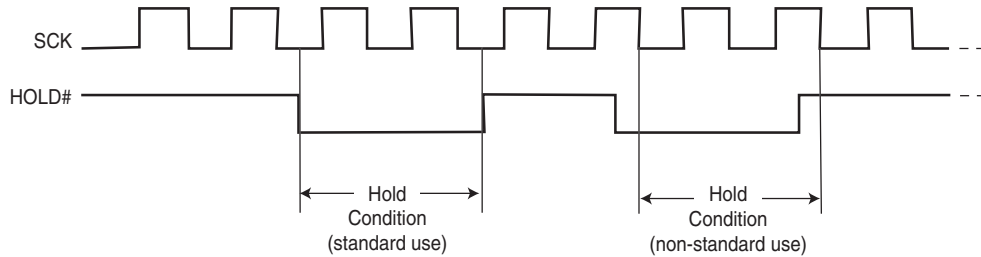 SCK
HOLD#
Hold
Condition
(standard use)
Hold
Condition
(non-standard use)